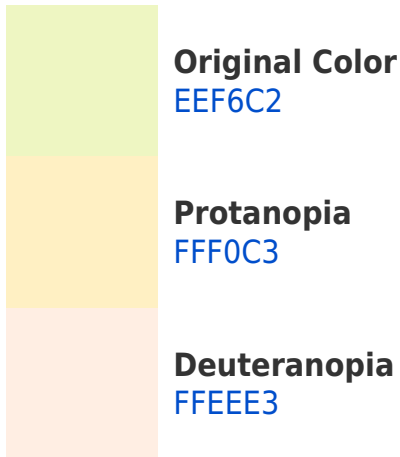 Original Color
EEF6C2
Protanopia
FFF0C3
Deuteranopia
FFEEE3